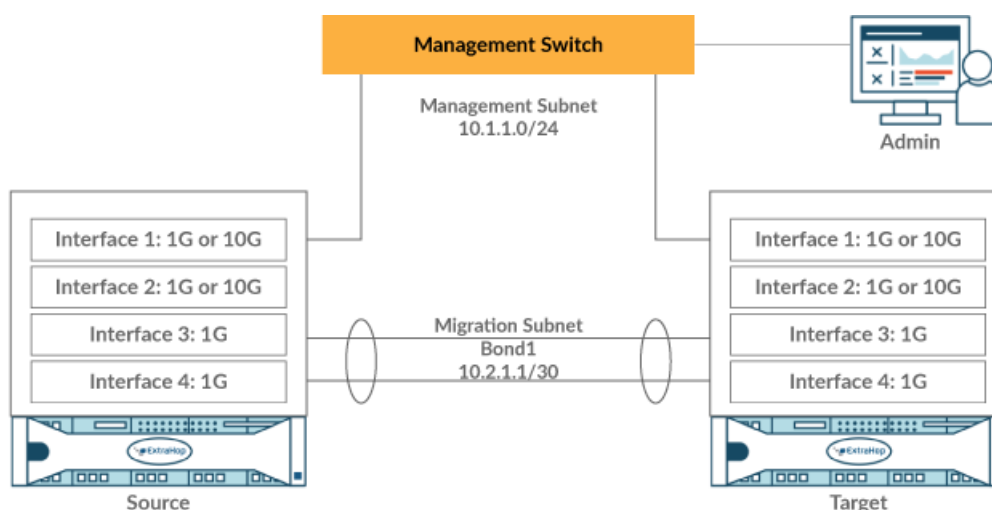 Management Switch
Management Subnet
10.1.1.0/24
Admin
Interface 1: 1G or 10G
Interface 2: 1G or 10G
Interface 3: 1G
Interface 4: 1G
Migration Subnet
Bond1
10.2.1.1/30
Interface 1: 1G or 10G
Interface 2: 1G or 10G
Interface 3: 1G
Interface 4: 1G
ExtraHop
Source
ExtraHop
Target